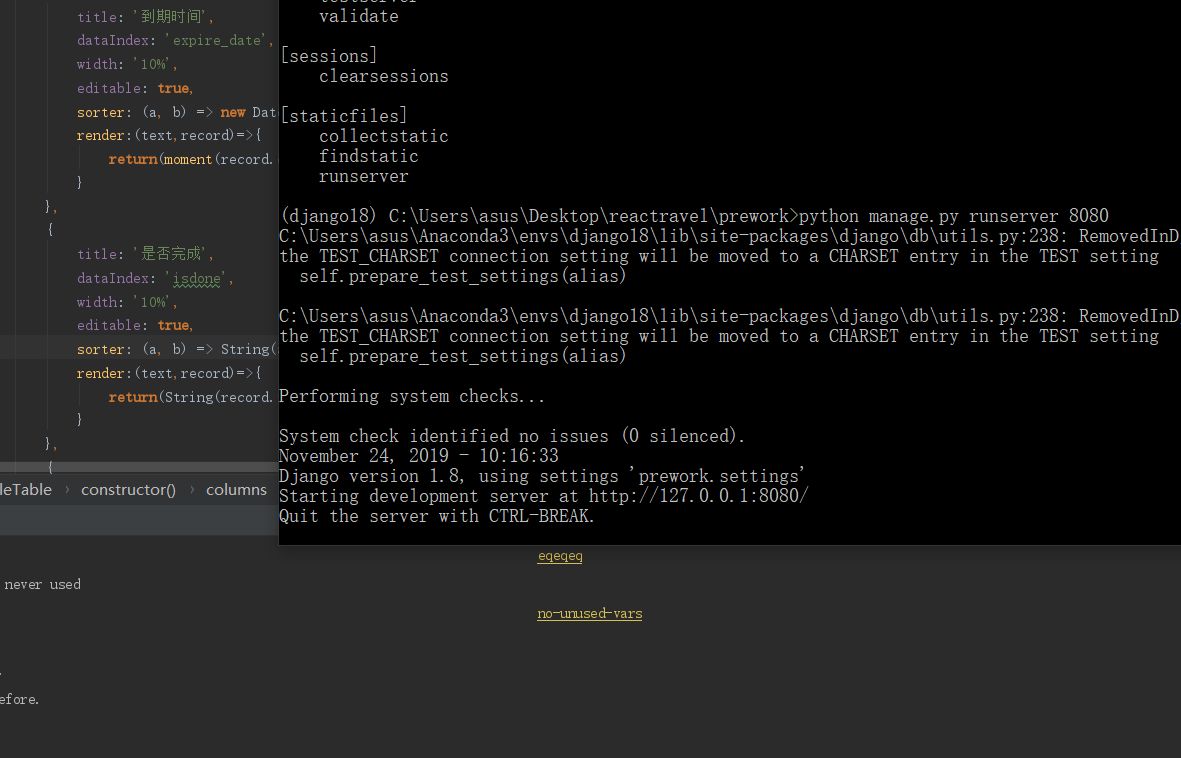 title: '到期时间',
dataIndex: 'expire_date',
width: '10%',
editable: true,
sorter: (a, b) => new Dat
render:(text,record)=>{
return(moment(record.
}
},
{
title: '是否完成',
dataIndex: 'isdone',
width: '10%',
editable: true,
sorter: (a, b) => String(
render:(text,record)=>{
return(String(record.
}
},
{
leTable › constructor() › columns
never used
efore.
validate
[sessions]
clearsessions
[staticfiles]
collectstatic
findstatic
runserver
(django18) C:\Users\asus\Desktop\reactravel\prework>python manage.py runserver 8080
C:\Users\asus\Anaconda3\envs\django18\lib\site-packages\django\db\utils.py:238: RemovedInD
the TEST_CHARSET connection setting will be moved to a CHARSET entry in the TEST setting
self.prepare_test_settings(alias)
C:\Users\asus\Anaconda3\envs\django18\lib\site-packages\django\db\utils.py:238: RemovedInD
the TEST_CHARSET connection setting will be moved to a CHARSET entry in the TEST setting
self.prepare_test_settings(alias)
Performing system checks...
System check identified no issues (0 silenced).
November 24, 2019 - 10:16:33
Django version 1.8, using settings 'prework.settings'
Starting development server at http://127.0.0.1:8080/
Quit the server with CTRL-BREAK.
eqeqeq
no-unused-vars